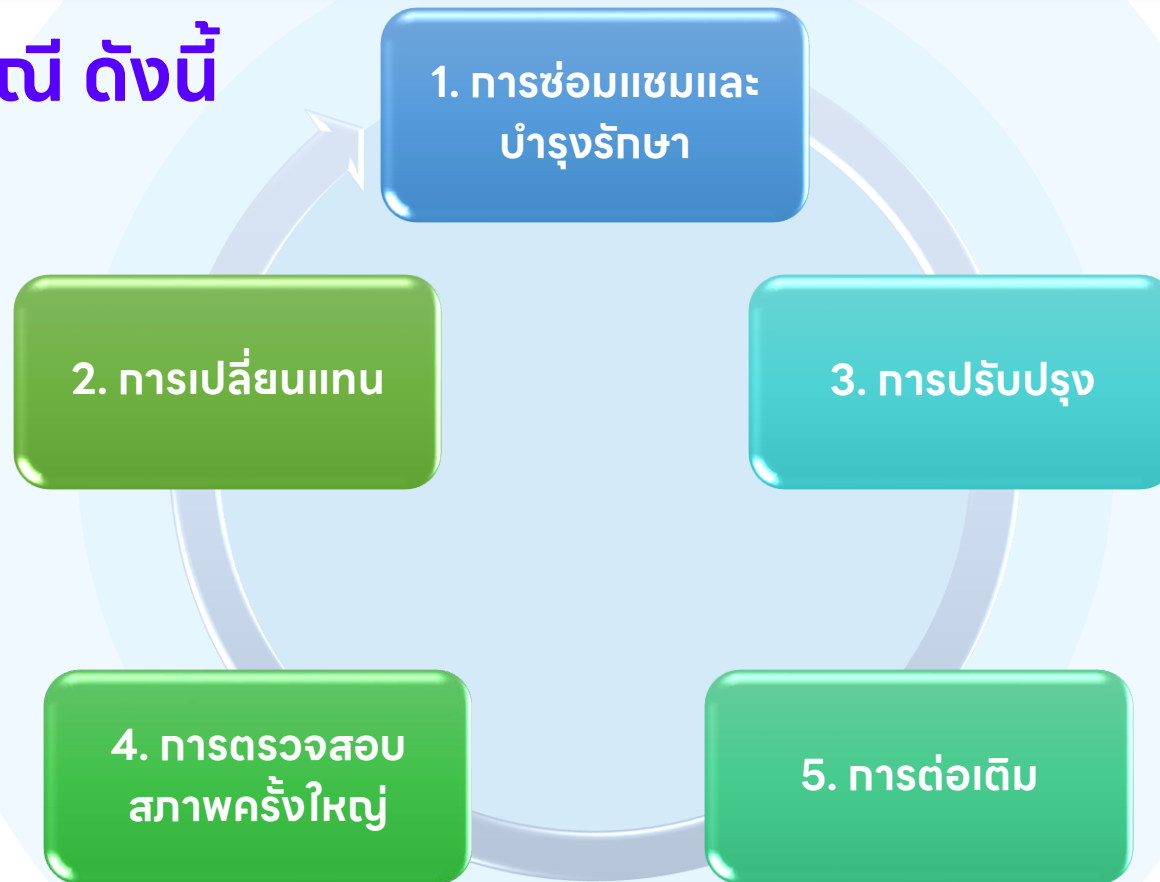 ณี ดังนี้
1. การซ่อมแซมและ
บำรุงรักษา
2. การเปลี่ยนแทน
3. การปรับปรุง
4. การตรวจสอบ
สภาพครั้งใหญ่
5. การต่อเติม